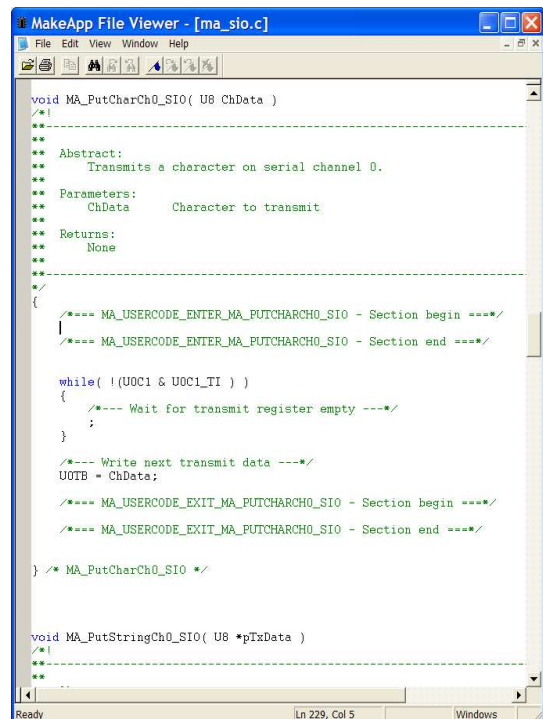 MakeApp File Viewer - [ma_sio.c]
File Edit View Window Help
void MA_PutCharCh0_SIO( U8 ChData )
/*!
**-----------------------------------------------------------------
**
** Abstract:
** Transmits a character on serial channel 0.
**
** Parameters:
** ChData Character to transmit
**
** Returns:
** None
**
**-----------------------------------------------------------------
*/
{
/*=== MA_USERCODE_ENTER_MA_PUTCHARCH0_SIO - Section begin ===*/
/*=== MA_USERCODE_ENTER_MA_PUTCHARCH0_SIO - Section end ===*/
while( !(U0C1 & U0C1_TI ) )
{
/*--- Wait for transmit register empty ---*/
;
}
/*--- Write next transmit data ---*/
U0TB = ChData;
/*=== MA_USERCODE_EXIT_MA_PUTCHARCH0_SIO - Section begin ===*/
/*=== MA_USERCODE_EXIT_MA_PUTCHARCH0_SIO - Section end ===*/
} /* MA_PutCharCh0_SIO */
void MA_PutStringCh0_SIO( U8 *pTxData )
/*!
**-----------------------------------------------------------------
**
Ready Ln 229, Col 5 Windows